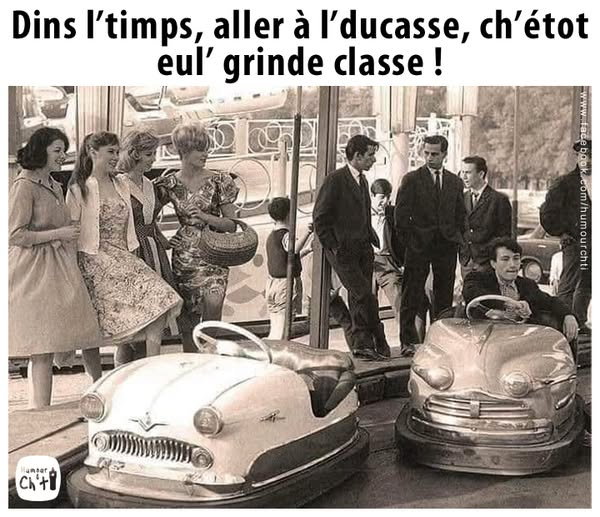 Dins l'timps, aller à l'ducasse, ch'étot
eul' grinde classe !
www.facebook.com/humourchti
Humour
Ch'ti